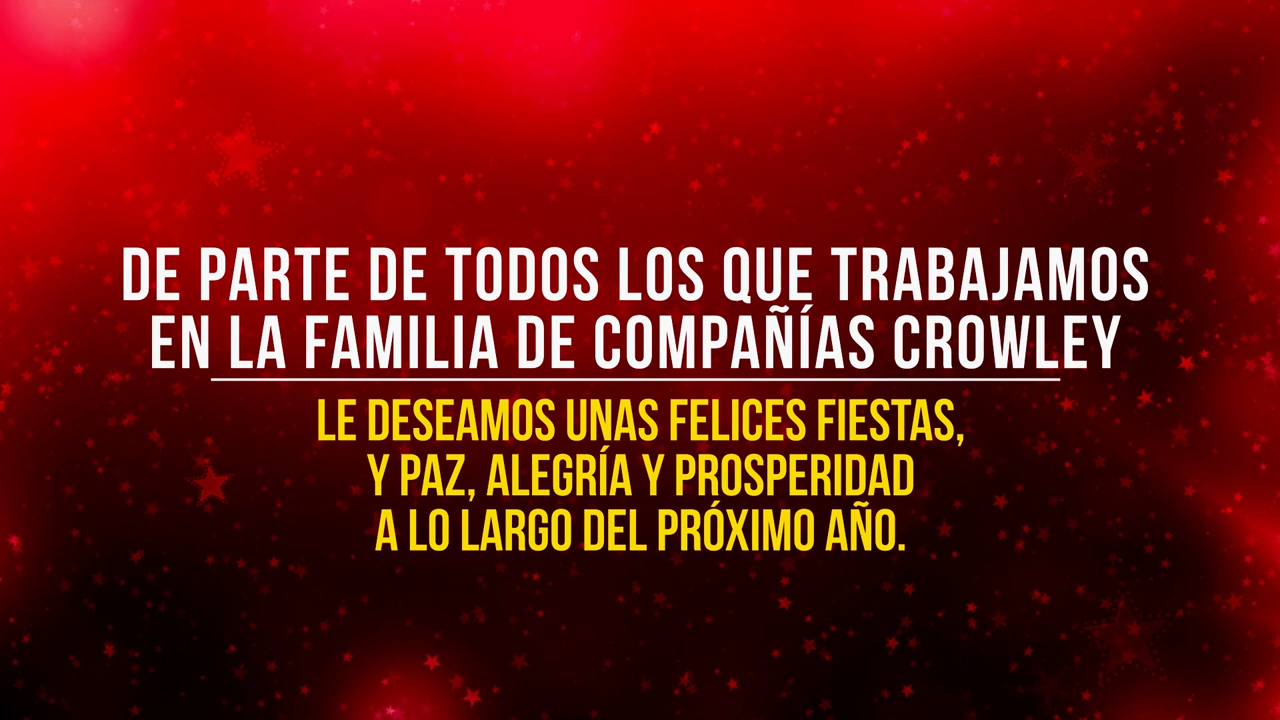 DE PARTE DE TODOS LOS QUE TRABAJAMOS
EN LA FAMILIA DE COMPAÑÍAS CROWLEY
LE DESEAMOS UNAS FELICES FIESTAS,
Y PAZ, ALEGRÍA Y PROSPERIDAD
A LO LARGO DEL PRÓXIMO AÑO.